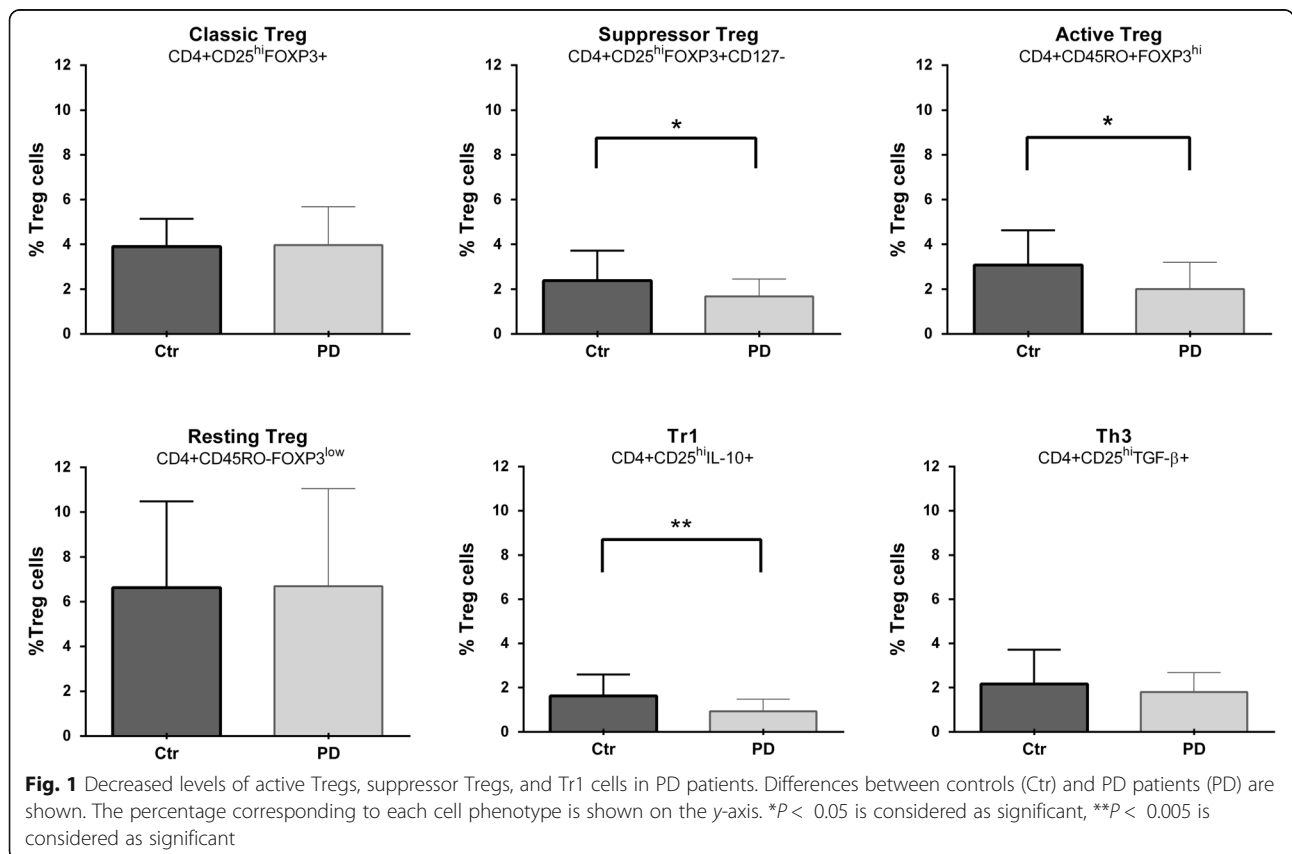 Classic Treg
CD4+CD25hiFOXP3+
% Treg cells
12
10
8
6
4
2
0
Ctr
PD
Suppressor Treg
CD4+CD25hiFOXP3+CD127-
% Treg cells
12
10
8
6
4
2
0
*
Ctr
PD
Active Treg
CD4+CD45RO+FOXP3hi
% Treg cells
12
10
8
6
4
2
0
*
Ctr
PD
Resting Treg
CD4+CD45RO-FOXP3low
%Treg cells
12
10
8
6
4
2
0
Ctr
PD
Tr1
CD4+CD25hiIL-10+
% Treg cells
12
10
8
6
4
2
0
**
Ctr
PD
Th3
CD4+CD25hiTGF-β+
% Treg cells
12
10
8
6
4
2
0
Ctr
PD
Fig. 1 Decreased levels of active Tregs, suppressor Tregs, and Tr1 cells in PD patients. Differences between controls (Ctr) and PD patients (PD) are
shown. The percentage corresponding to each cell phenotype is shown on the y-axis. *P < 0.05 is considered as significant, **P < 0.005 is
considered as significant